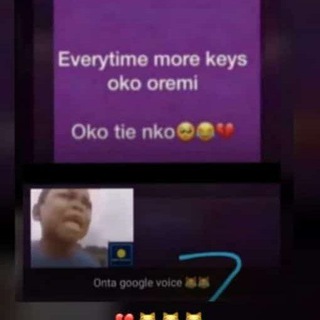 Everytime more keys
oko oremi
Oko tie nko🥺😂💔
Onta google voice 😹😹
💔😹😹😹